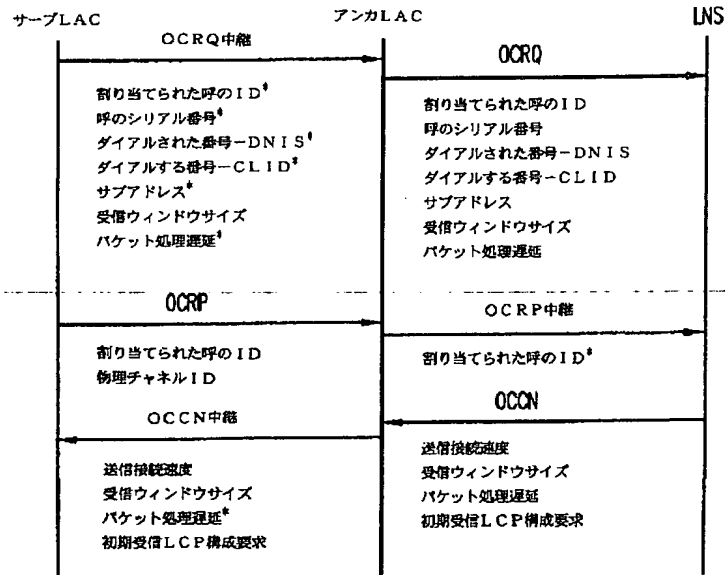 サーブLAC
アンカLAC
LNS
OCRQ中継
OCRQ
割り当てられた呼のID*
呼のシリアル番号*
ダイアルされた番号-DNIS*
ダイアルする番号-CLID*
サブアドレス*
受信ウィンドウサイズ
パケット処理遅延*
割り当てられた呼のID
呼のシリアル番号
ダイアルされた番号-DNIS
ダイアルする番号-CLID
サブアドレス
受信ウィンドウサイズ
パケット処理遅延
OCRP
OCRP中継
割り当てられた呼のID
物理チャネルID
割り当てられた呼のID*
OCCN中継
OCCN
送信接続速度
受信ウィンドウサイズ
パケット処理遅延*
初期受信LCP構成要求
送信接続速度
受信ウィンドウサイズ
パケット処理遅延
初期受信LCP構成要求